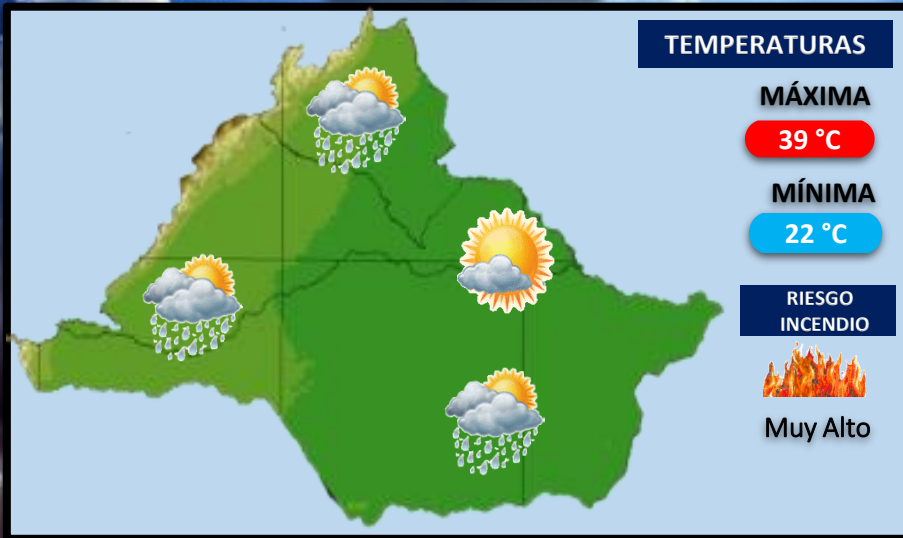 TEMPERATURAS
MÁXIMA
39 °C
MÍNIMA
22 °C
RIESGO
INCENDIO
Muy Alto